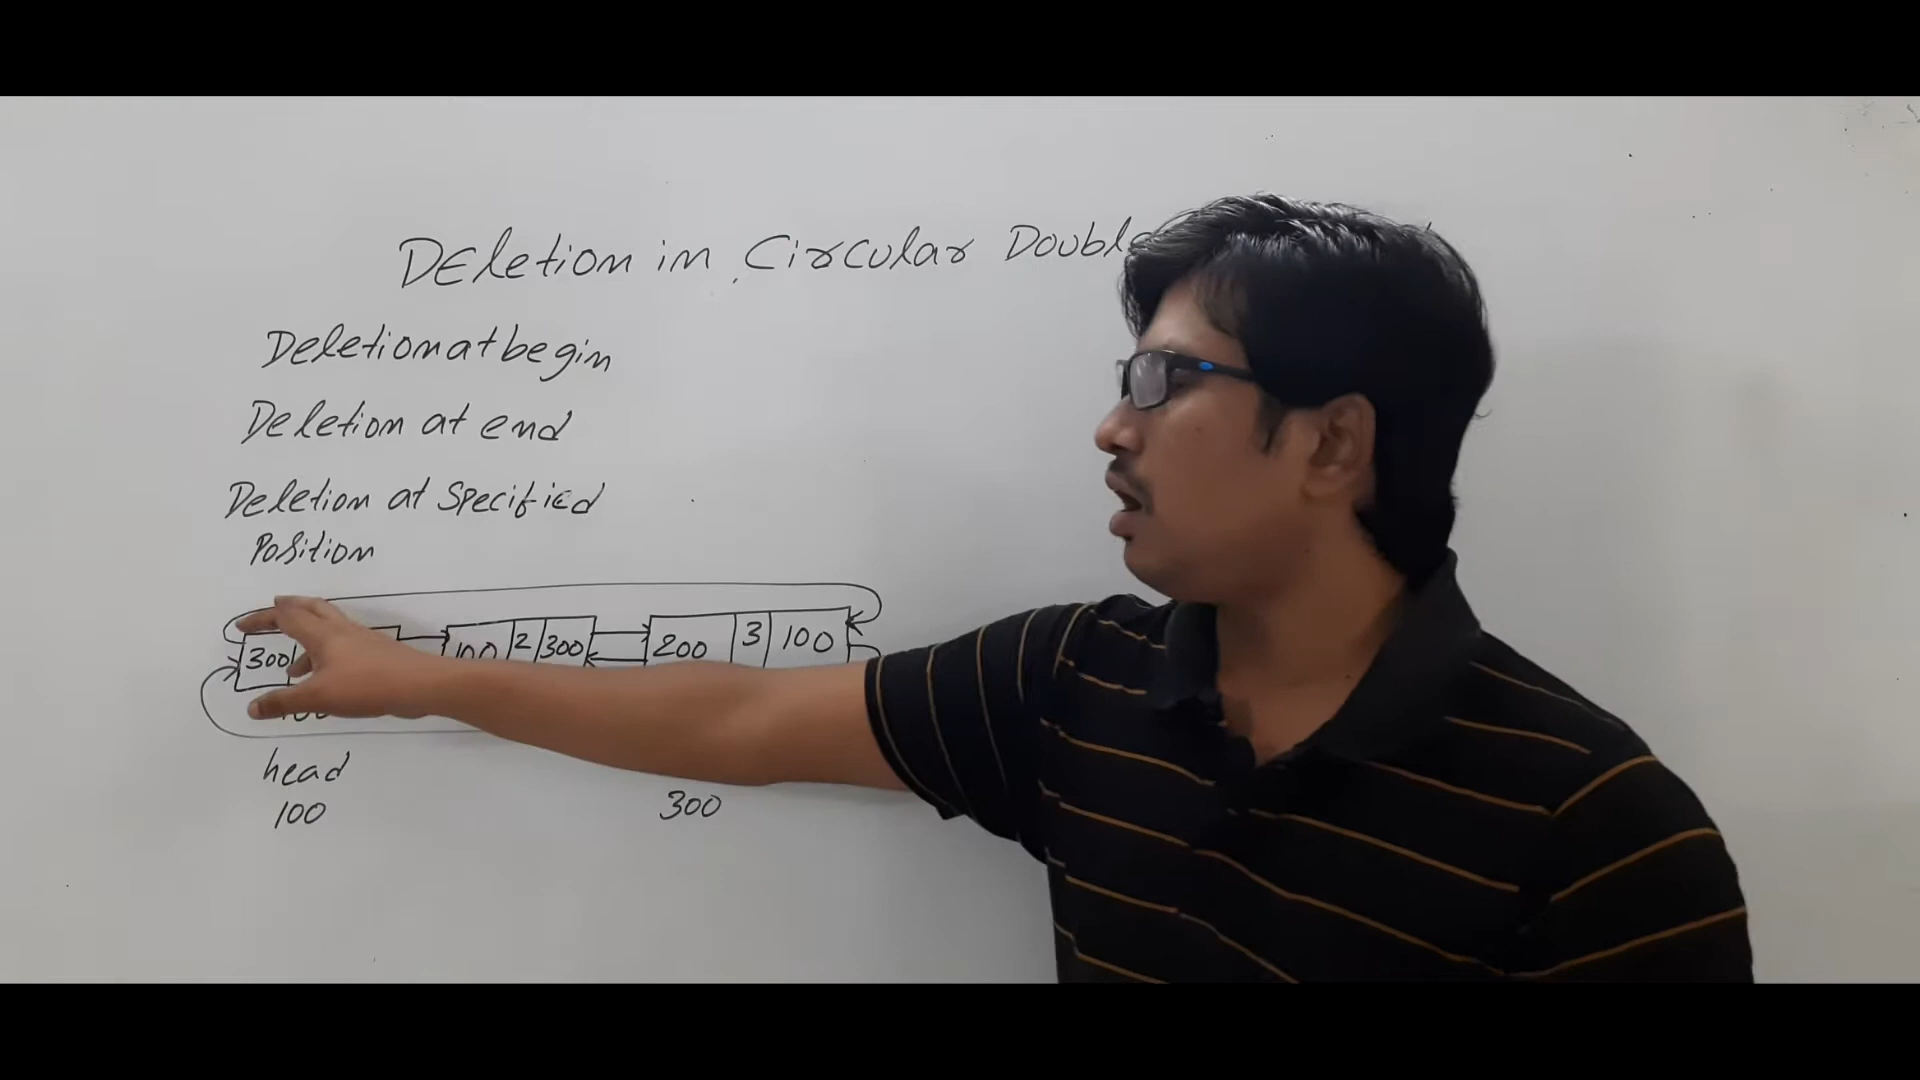 DEletion in Circular Double
Deletion at begin
Deletion at end
Deletion at Specified
Position
300 100 2 300 200 3 100
100
head
100 300